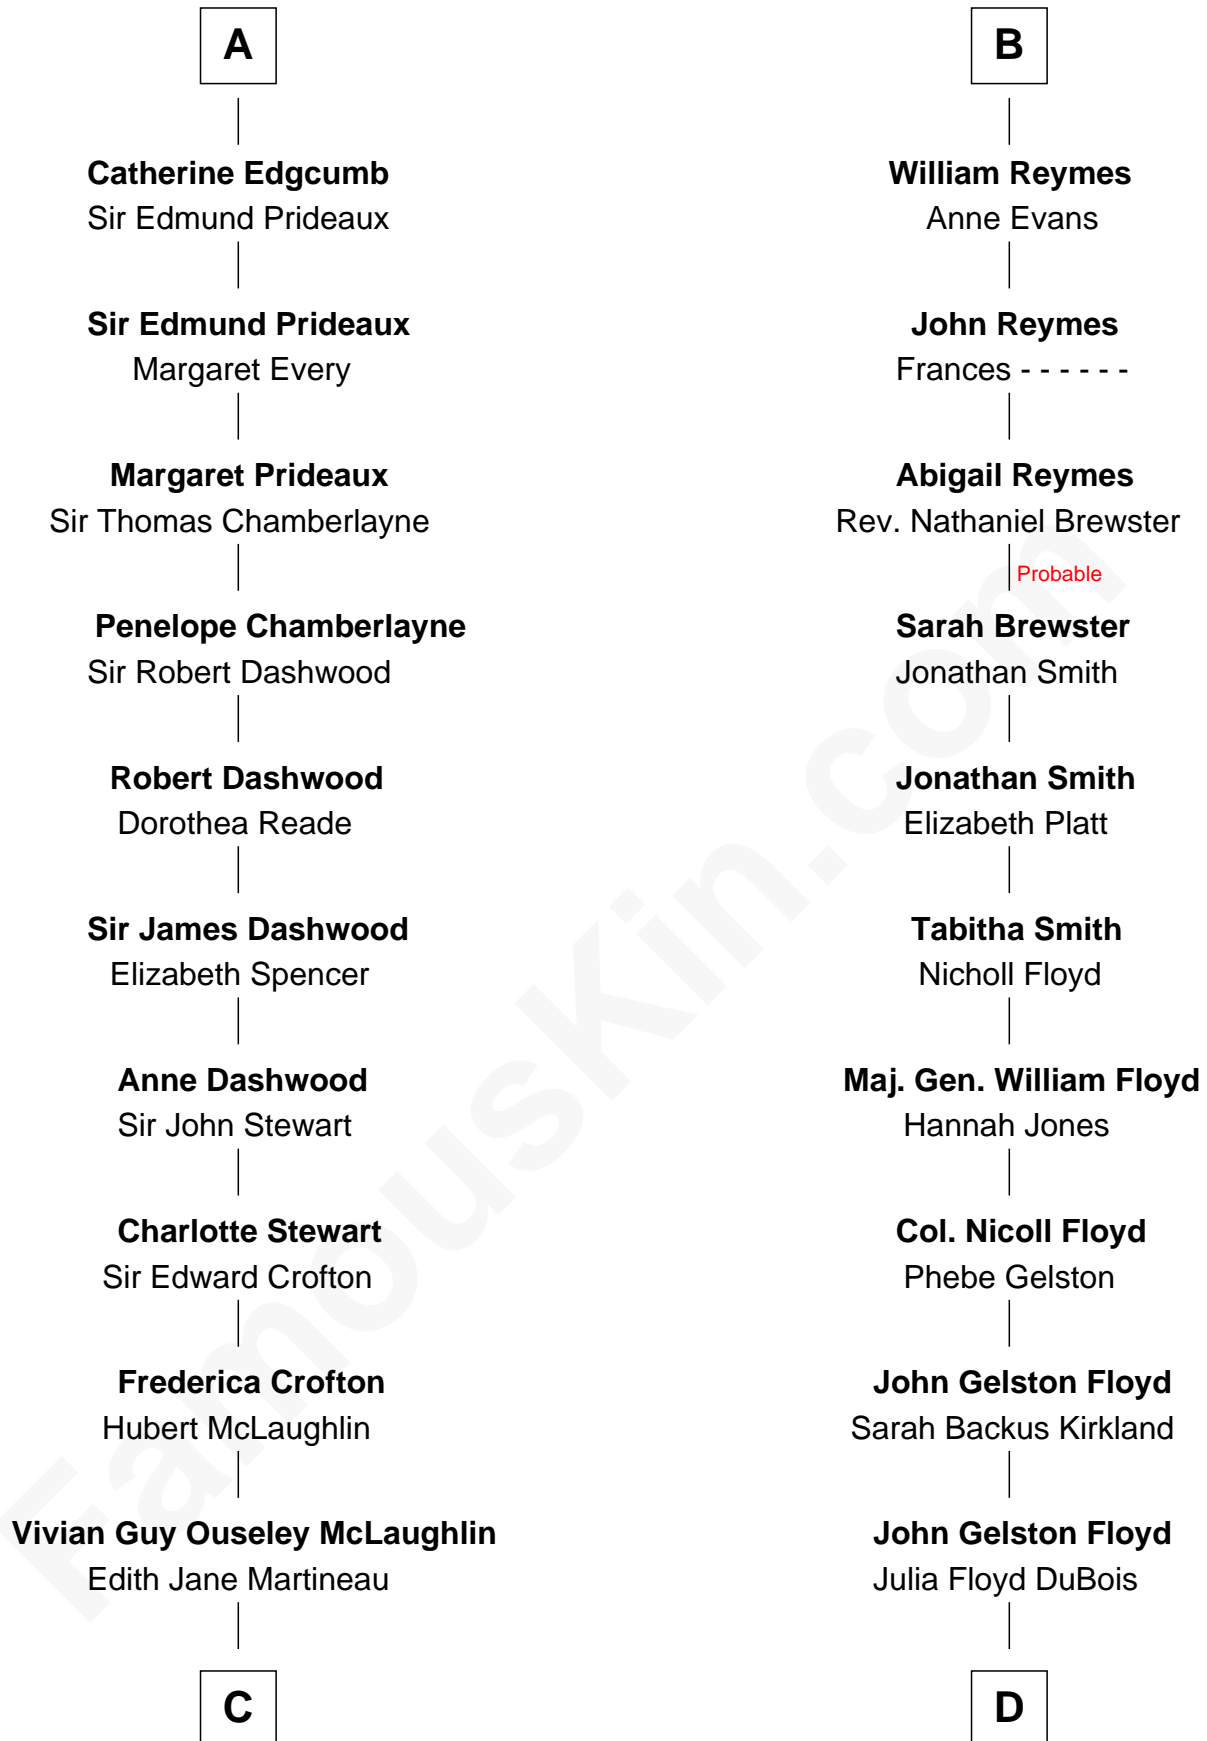 A
Catherine Edgcumb
Sir Edmund Prideaux
Sir Edmund Prideaux
Margaret Every
Margaret Prideaux
Sir Thomas Chamberlayne
Penelope Chamberlayne
Sir Robert Dashwood
Robert Dashwood
Dorothea Reade
Sir James Dashwood
Elizabeth Spencer
Anne Dashwood
Sir John Stewart
Charlotte Stewart
Sir Edward Crofton
Frederica Crofton
Hubert McLaughlin
Vivian Guy Ouseley McLaughlin
Edith Jane Martineau
C
B
William Reymes
Anne Evans
John Reymes
Frances - - - - - -
Abigail Reymes
Rev. Nathaniel Brewster
Probable
Sarah Brewster
Jonathan Smith
Jonathan Smith
Elizabeth Platt
Tabitha Smith
Nicholl Floyd
Maj. Gen. William Floyd
Hannah Jones
Col. Nicoll Floyd
Phebe Gelston
John Gelston Floyd
Sarah Backus Kirkland
John Gelston Floyd
Julia Floyd DuBois
D
FamousKin.com